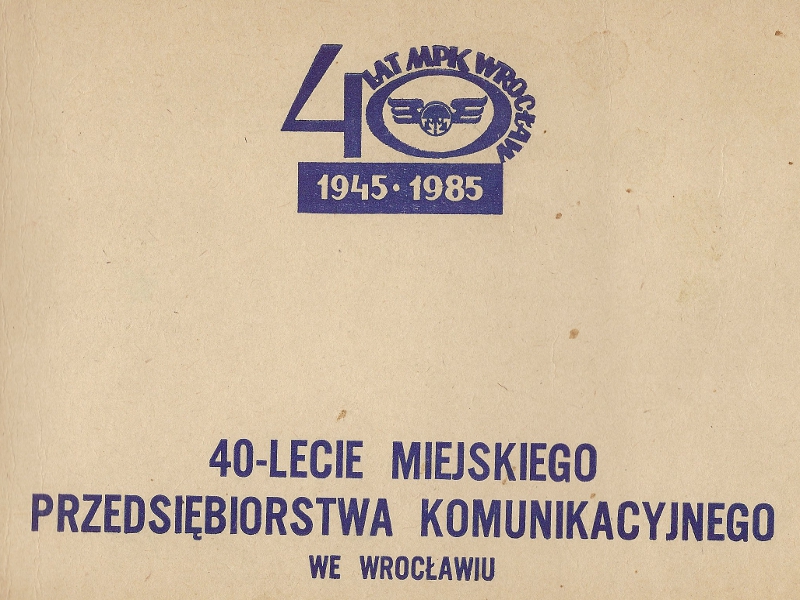 40
LAT MPK WROCŁAW
1945 · 1985
40-LECIE MIEJSKIEGO
PRZEDSIĘBIORSTWA KOMUNIKACYJNEGO
WE WROCŁAWIU